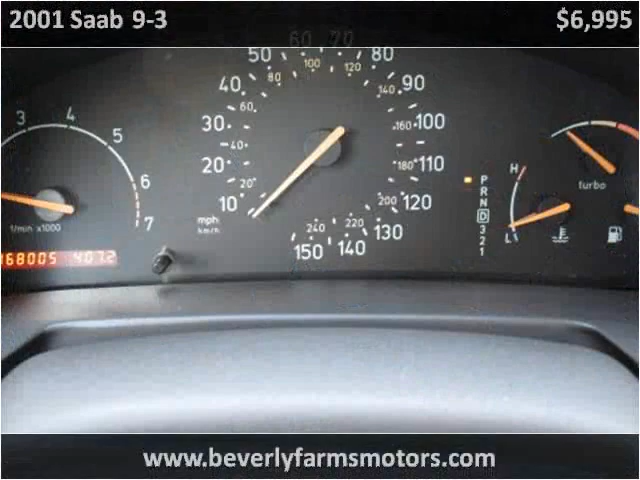 2001 Saab 9-3 $6,995
60 70
50 80
100 120
80
40 140 90
60
30 160 100
40
20 180 110
20
10 200 120
mph
km/h
240 220
150 140 130
3 4 5 6 7
1/min x1000
68005 407.2
P
R
N
D
3
2
1
H
L
turbo
www.beverlyfarmsmotors.com